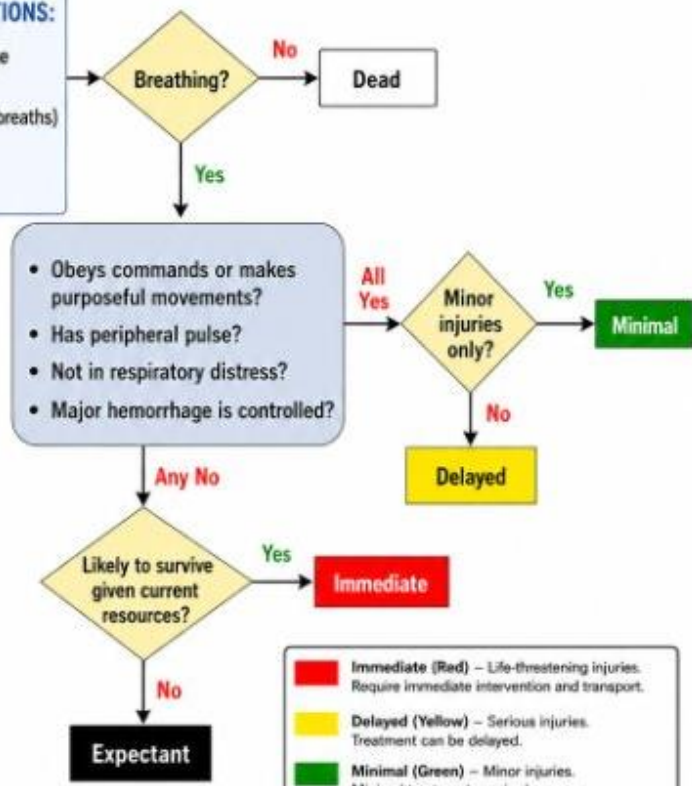 TIONS:
breaths)
Breathing?
No
Dead
Yes
• Obeys commands or makes
purposeful movements?
• Has peripheral pulse?
• Not in respiratory distress?
• Major hemorrhage is controlled?
All
Yes
Minor
injuries
only?
Yes
Minimal
No
Delayed
Any No
Likely to survive
given current
resources?
Yes
Immediate
No
Expectant
Immediate (Red) – Life-threatening injuries.
Require immediate intervention and transport.
Delayed (Yellow) – Serious injuries.
Treatment can be delayed.
Minimal (Green) – Minor injuries.